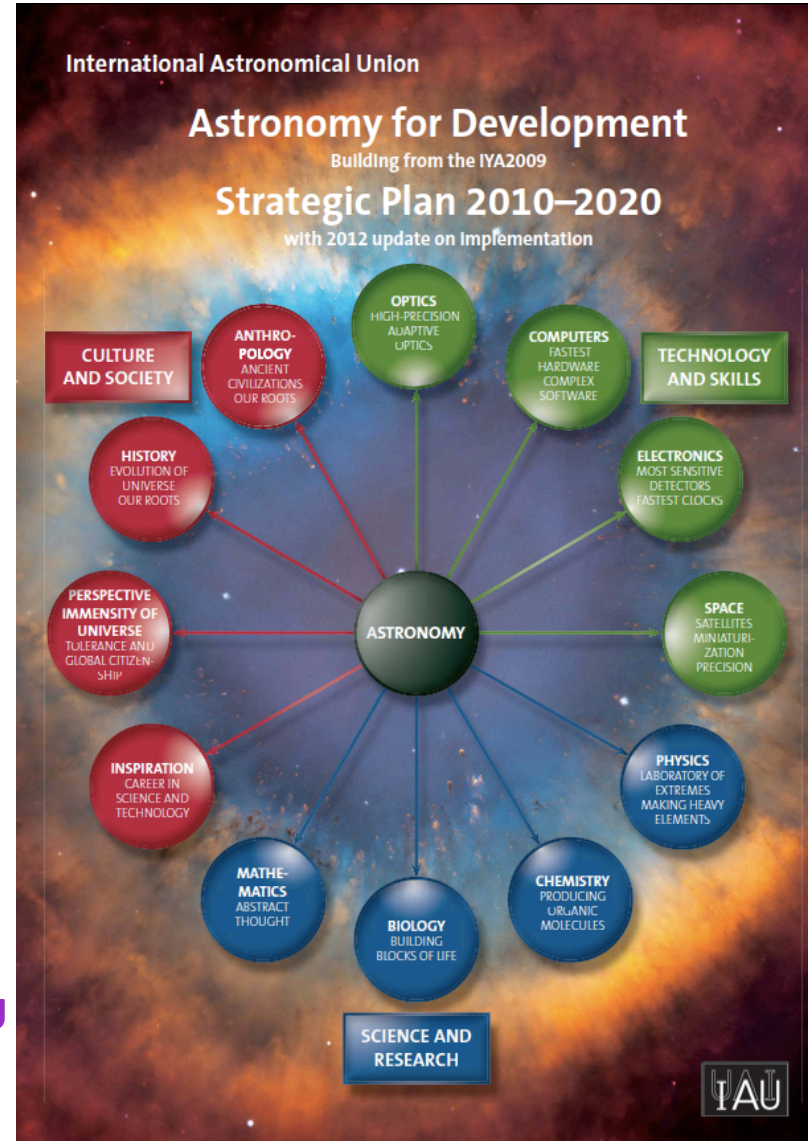 International Astronomical Union
Astronomy for Development
Building from the IYA2009
Strategic Plan 2010–2020
with 2012 update on Implementation
CULTURE
AND SOCIETY
ANTHRO-
POLOGY
ANCIENT
CIVILIZATIONS
OUR ROOTS
OPTICS
HIGH-PRECISION
ADAPTIVE
OPTICS
COMPUTERS
FASTEST
HARDWARE
COMPLEX
SOFTWARE
TECHNOLOGY
AND SKILLS
HISTORY
EVOLUTION OF
UNIVERSE
OUR ROOTS
ELECTRONICS
MOST SENSITIVE
DETECTORS
FASTEST CLOCKS
PERSPECTIVE
IMMENSITY OF
UNIVERSE
TOLERANCE AND
GLOBAL CITIZEN-
SHIP
ASTRONOMY
SPACE
SATELLITES
MINIATURI-
ZATION
PRECISION
INSPIRATION
CAREER IN
SCIENCE AND
TECHNOLOGY
PHYSICS
LABORATORY OF
EXTREMES
MAKING HEAVY
ELEMENTS
MATHE-
MATICS
ABSTRACT
THOUGHT
BIOLOGY
BUILDING
BLOCKS OF LIFE
CHEMISTRY
PRODUCING
ORGANIC
MOLECULES
SCIENCE AND
RESEARCH
IAU